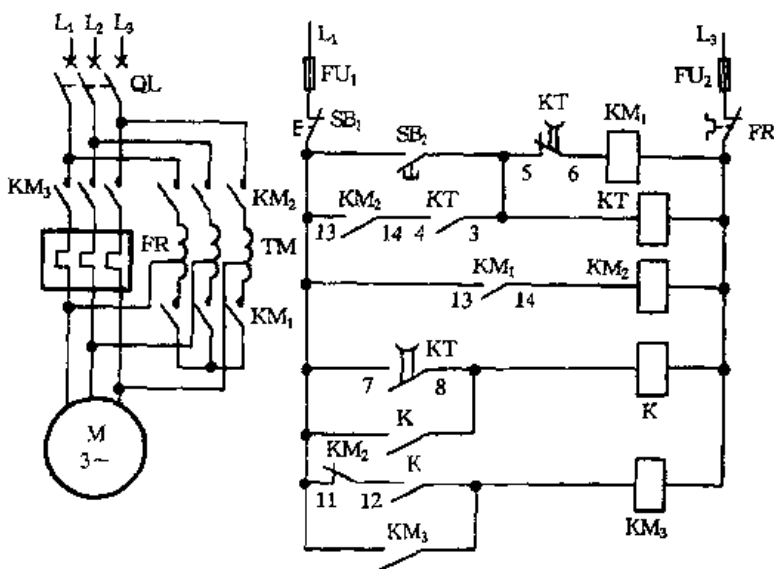 L₁ L₂ L₃
QL
KM₃
KM₂
FR
TM
KM₁
M
3~
L₁
L₃
FU₁
FU₂
SB₁
SB₂
KT
KM₁
FR
5
6
KM₂
KT
KT
13
14
4
3
KM₁
KM₂
13
14
KT
7
8
K
K
KM₂
K
11
12
KM₃
KM₃